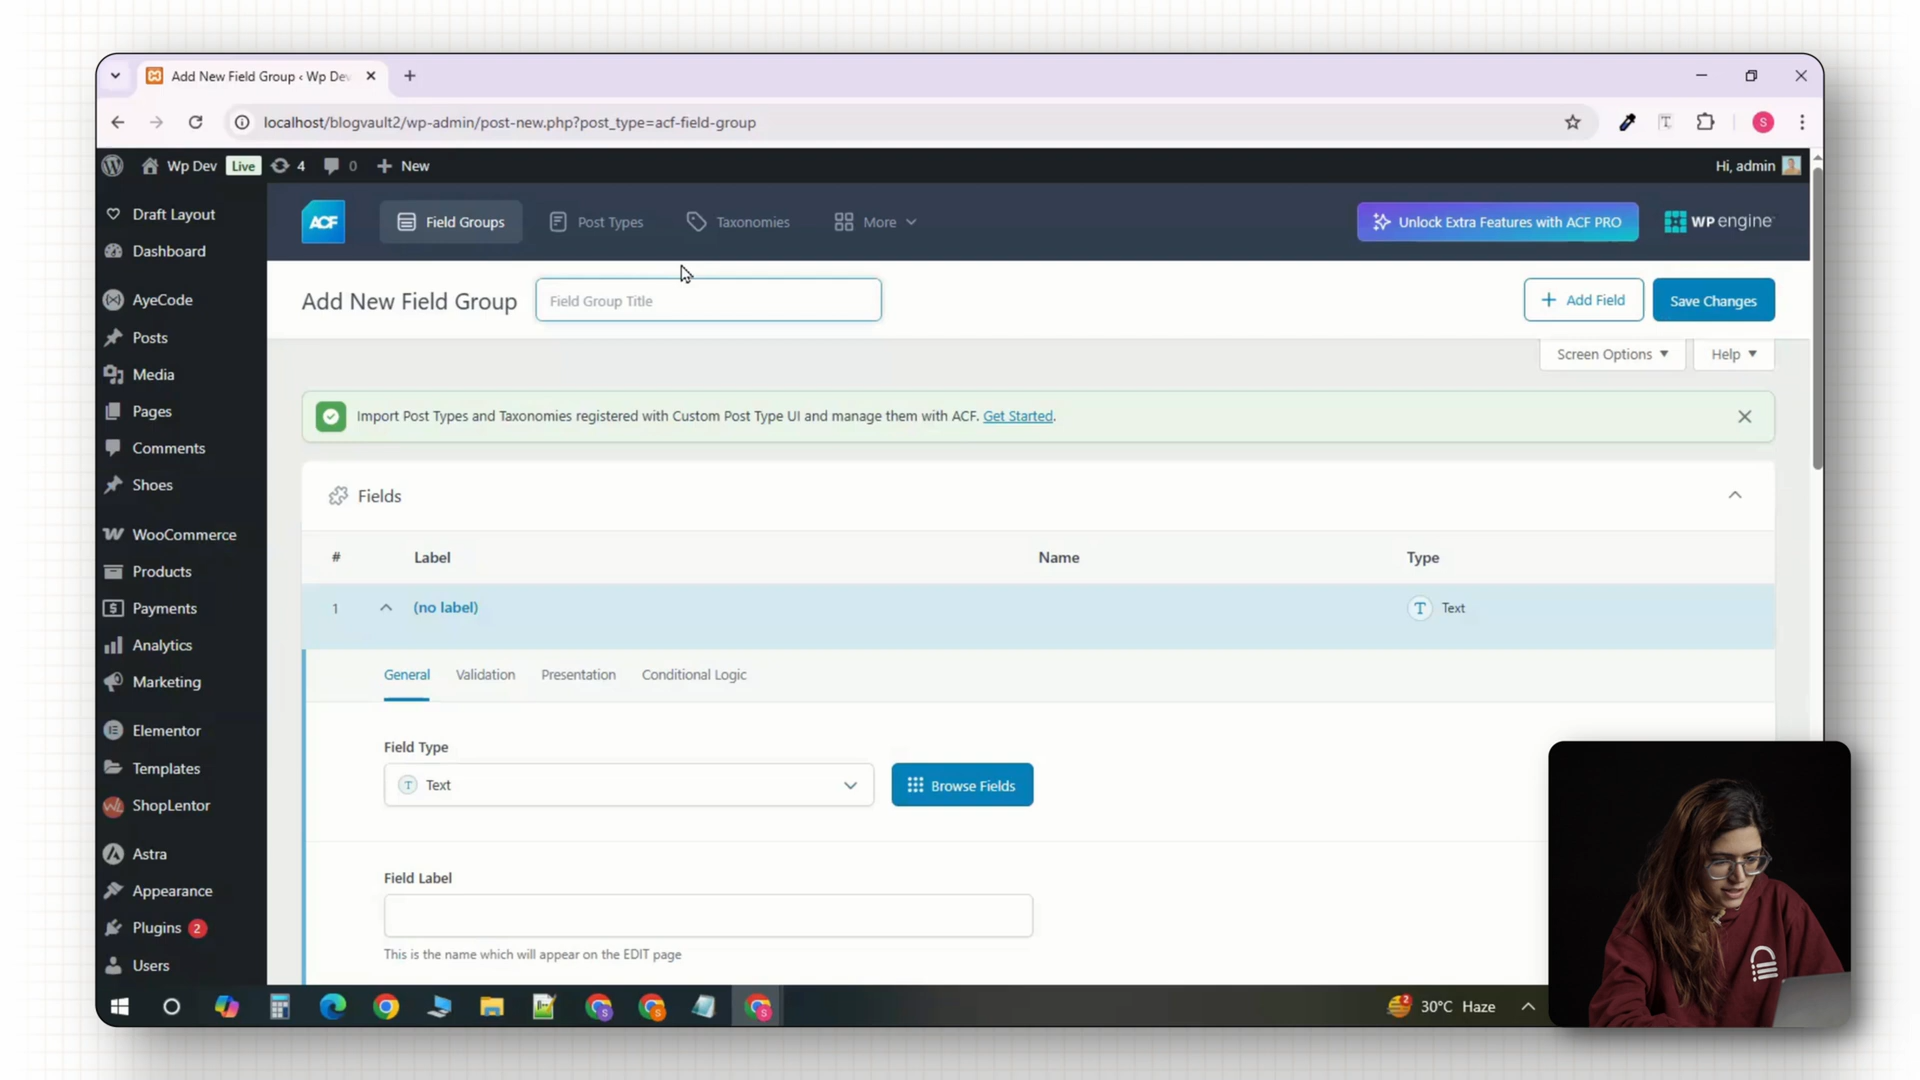 Add New Field Group ‹ Wp Dev
localhost/blogvault2/wp-admin/post-new.php?post_type=acf-field-group
S
Wp Dev Live 4 0 New
Hi, admin
Draft Layout
Dashboard
AyeCode
Posts
Media
Pages
Comments
Shoes
WooCommerce
Products
Payments
Analytics
Marketing
Elementor
Templates
ShopLentor
Astra
Appearance
Plugins 2
Users
ACF Field Groups Post Types Taxonomies More
Unlock Extra Features with ACF PRO
WP engine
Add New Field Group
Field Group Title
Add Field
Save Changes
Screen Options
Help
Import Post Types and Taxonomies registered with Custom Post Type UI and manage them with ACF. Get Started.
Fields
# Label Name Type
1 (no label) T Text
General Validation Presentation Conditional Logic
Field Type
T Text
Browse Fields
Field Label
This is the name which will appear on the EDIT page
30°C Haze